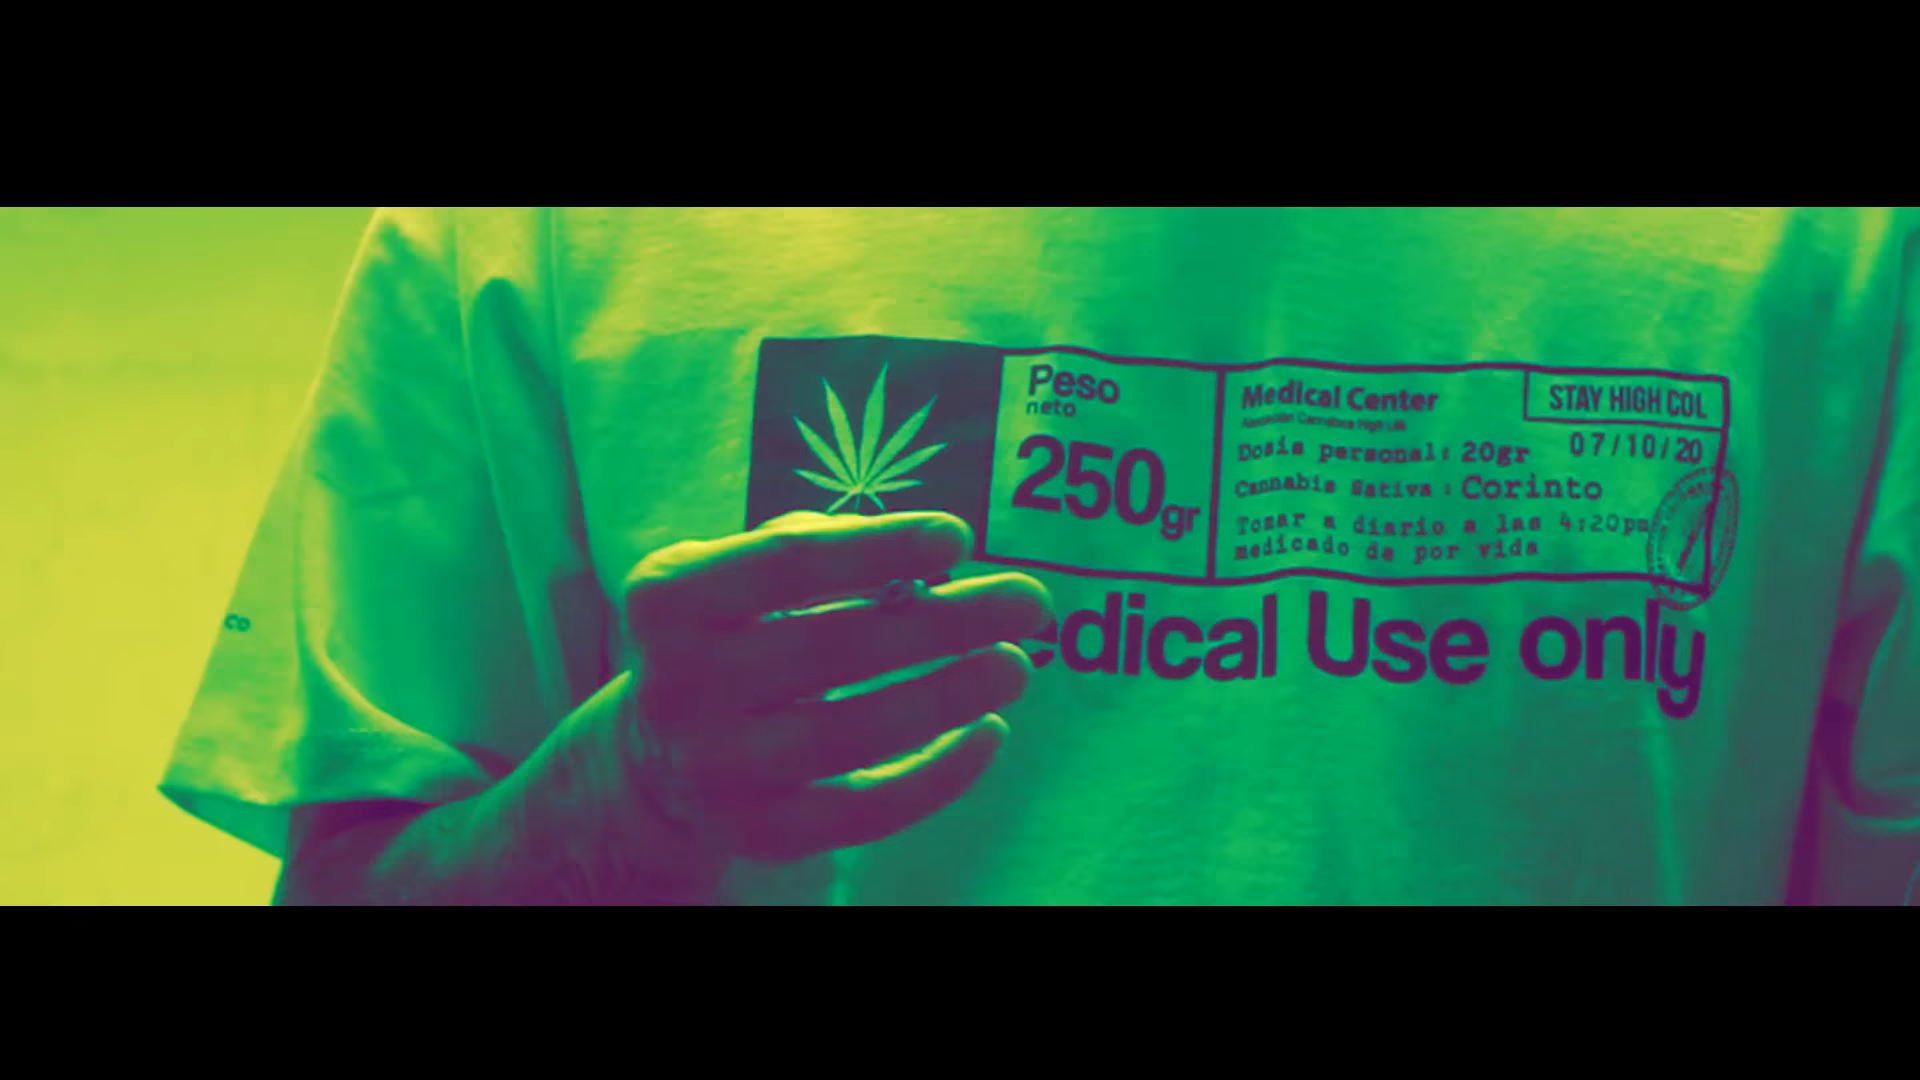 Peso
neto
250gr
Medical Center
STAY HIGH COL
07/10/20
Dosis personal: 20gr
Cannabis Sativa : Corinto
Tomar a diario a las 4:20pm
medicado de por vida
edical Use only
CO